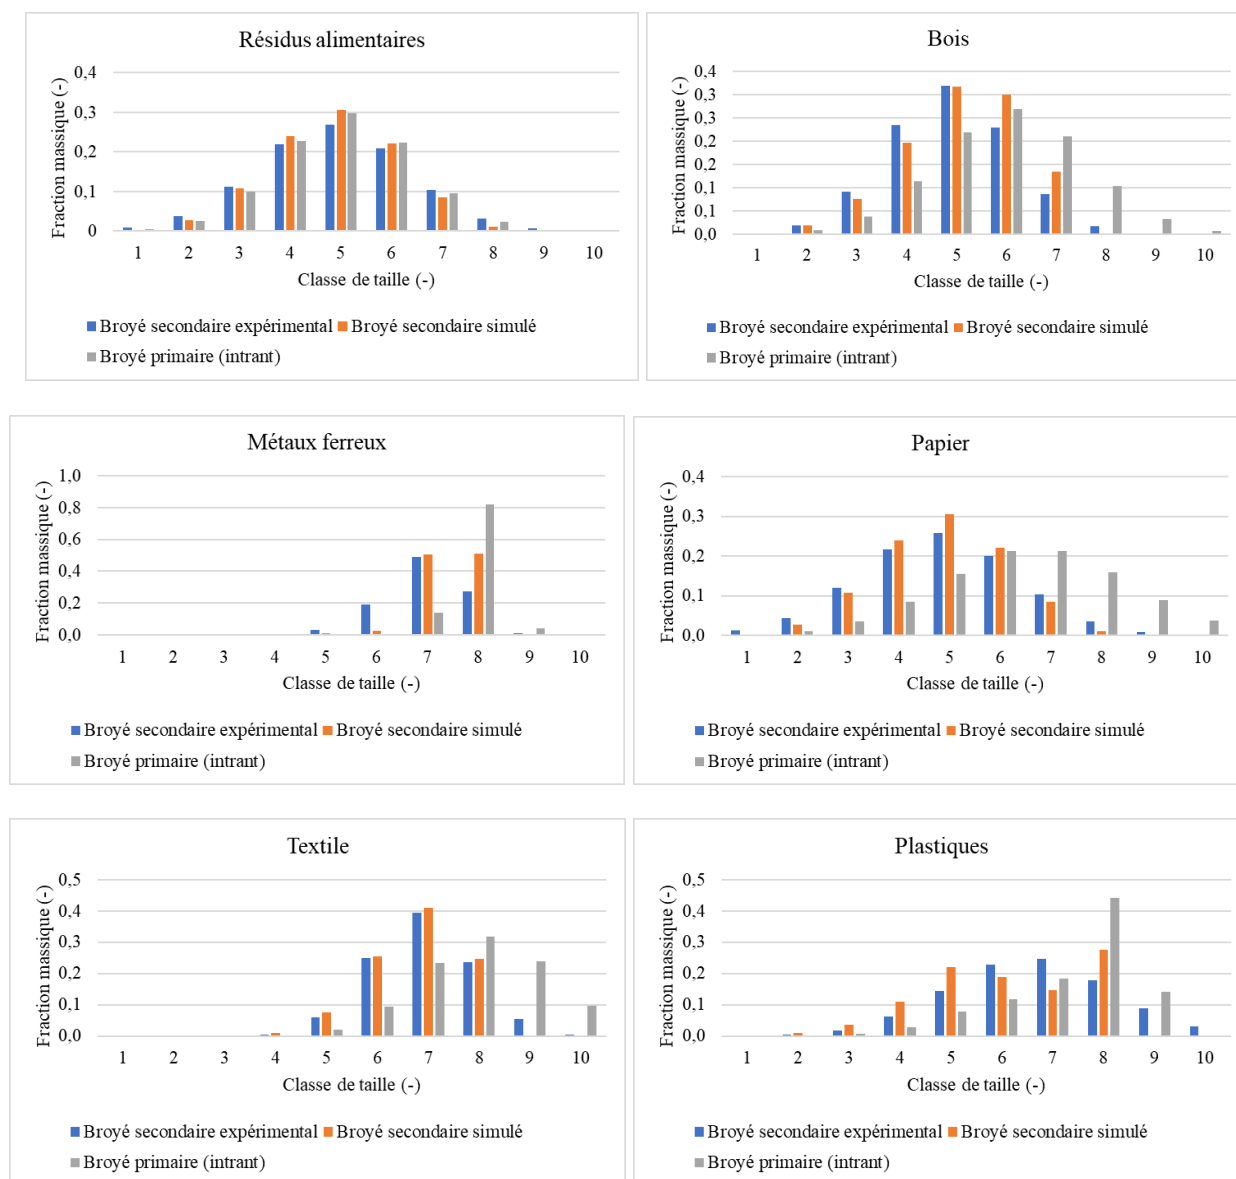 Résidus alimentaires
Fraction massique (-)
0,4
0,3
0,2
0,1
0
1 2 3 4 5 6 7 8 9 10
Classe de taille (-)
Broyé secondaire expérimental Broyé secondaire simulé
Broyé primaire (intrant)
Bois
Fraction massique (-)
0,4
0,3
0,3
0,2
0,2
0,1
0,1
0,0
1 2 3 4 5 6 7 8 9 10
Classe de taille (-)
Broyé secondaire expérimental Broyé secondaire simulé
Broyé primaire (intrant)
Métaux ferreux
Fraction massique (-)
1,0
0,8
0,6
0,4
0,2
0,0
1 2 3 4 5 6 7 8 9 10
Classe de taille (-)
Broyé secondaire expérimental Broyé secondaire simulé
Broyé primaire (intrant)
Papier
Fraction massique (-)
0,4
0,3
0,2
0,1
0,0
1 2 3 4 5 6 7 8 9 10
Classe de taille (-)
Broyé secondaire expérimental Broyé secondaire simulé
Broyé primaire (intrant)
Textile
Fraction massique (-)
0,5
0,4
0,3
0,2
0,1
0,0
1 2 3 4 5 6 7 8 9 10
Classe de taille (-)
Broyé secondaire expérimental Broyé secondaire simulé
Broyé primaire (intrant)
Plastiques
Fraction massique (-)
0,5
0,4
0,3
0,2
0,1
0,0
1 2 3 4 5 6 7 8 9 10
Classe de taille (-)
Broyé secondaire expérimental Broyé secondaire simulé
Broyé primaire (intrant)